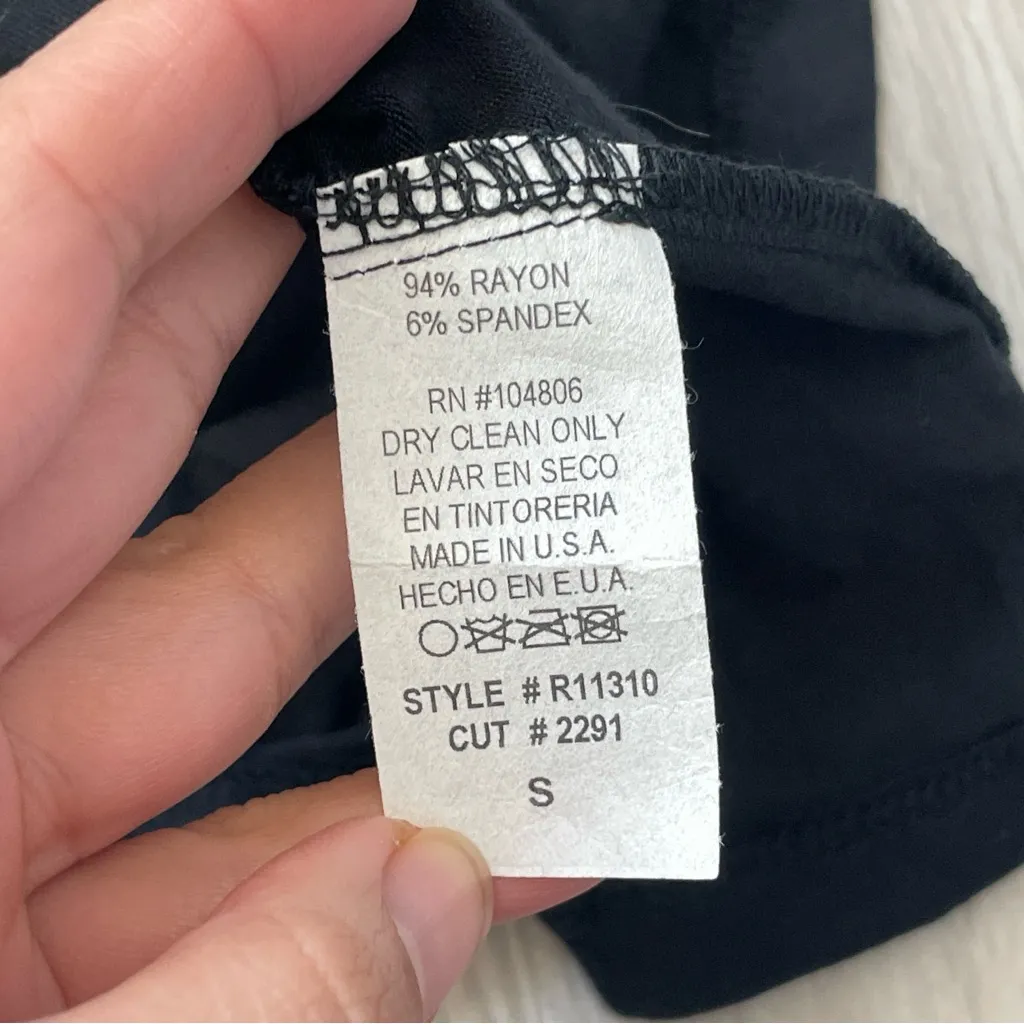 94% RAYON
6% SPANDEX
RN #104806
DRY CLEAN ONLY
LAVAR EN SECO
EN TINTORERIA
MADE IN U.S.A.
HECHO EN E.U.A.
STYLE # R11310
CUT # 2291
S